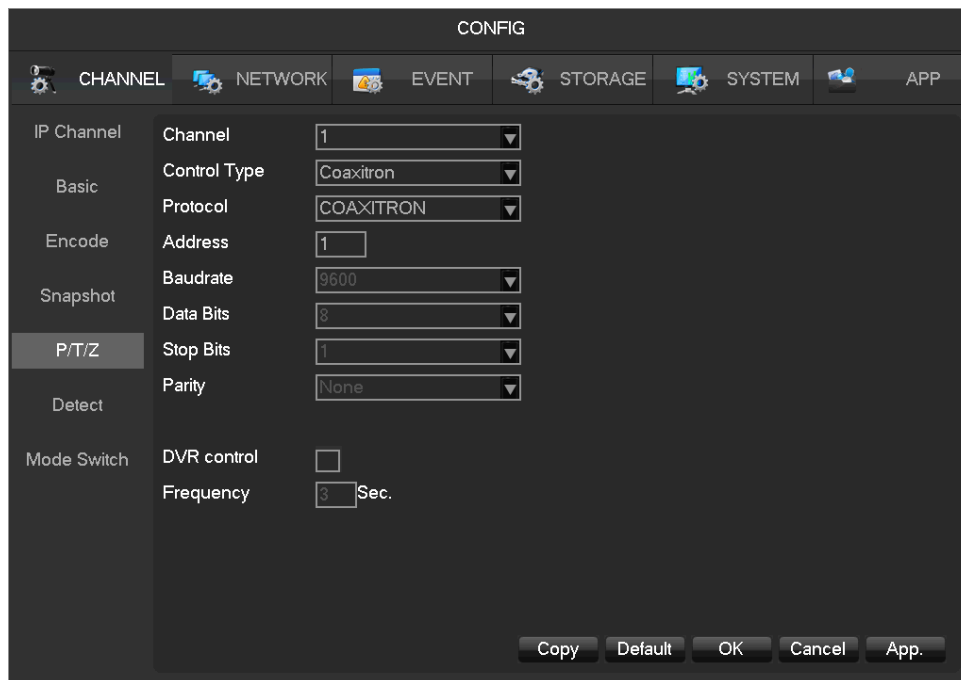 CONFIG
CHANNEL NETWORK EVENT STORAGE SYSTEM APP
IP Channel
Basic
Encode
Snapshot
P/T/Z
Detect
Mode Switch
Channel 1
Control Type Coaxitron
Protocol COAXITRON
Address 1
Baudrate 9600
Data Bits 8
Stop Bits 1
Parity None
DVR control
Frequency 3 Sec.
Copy Default OK Cancel App.